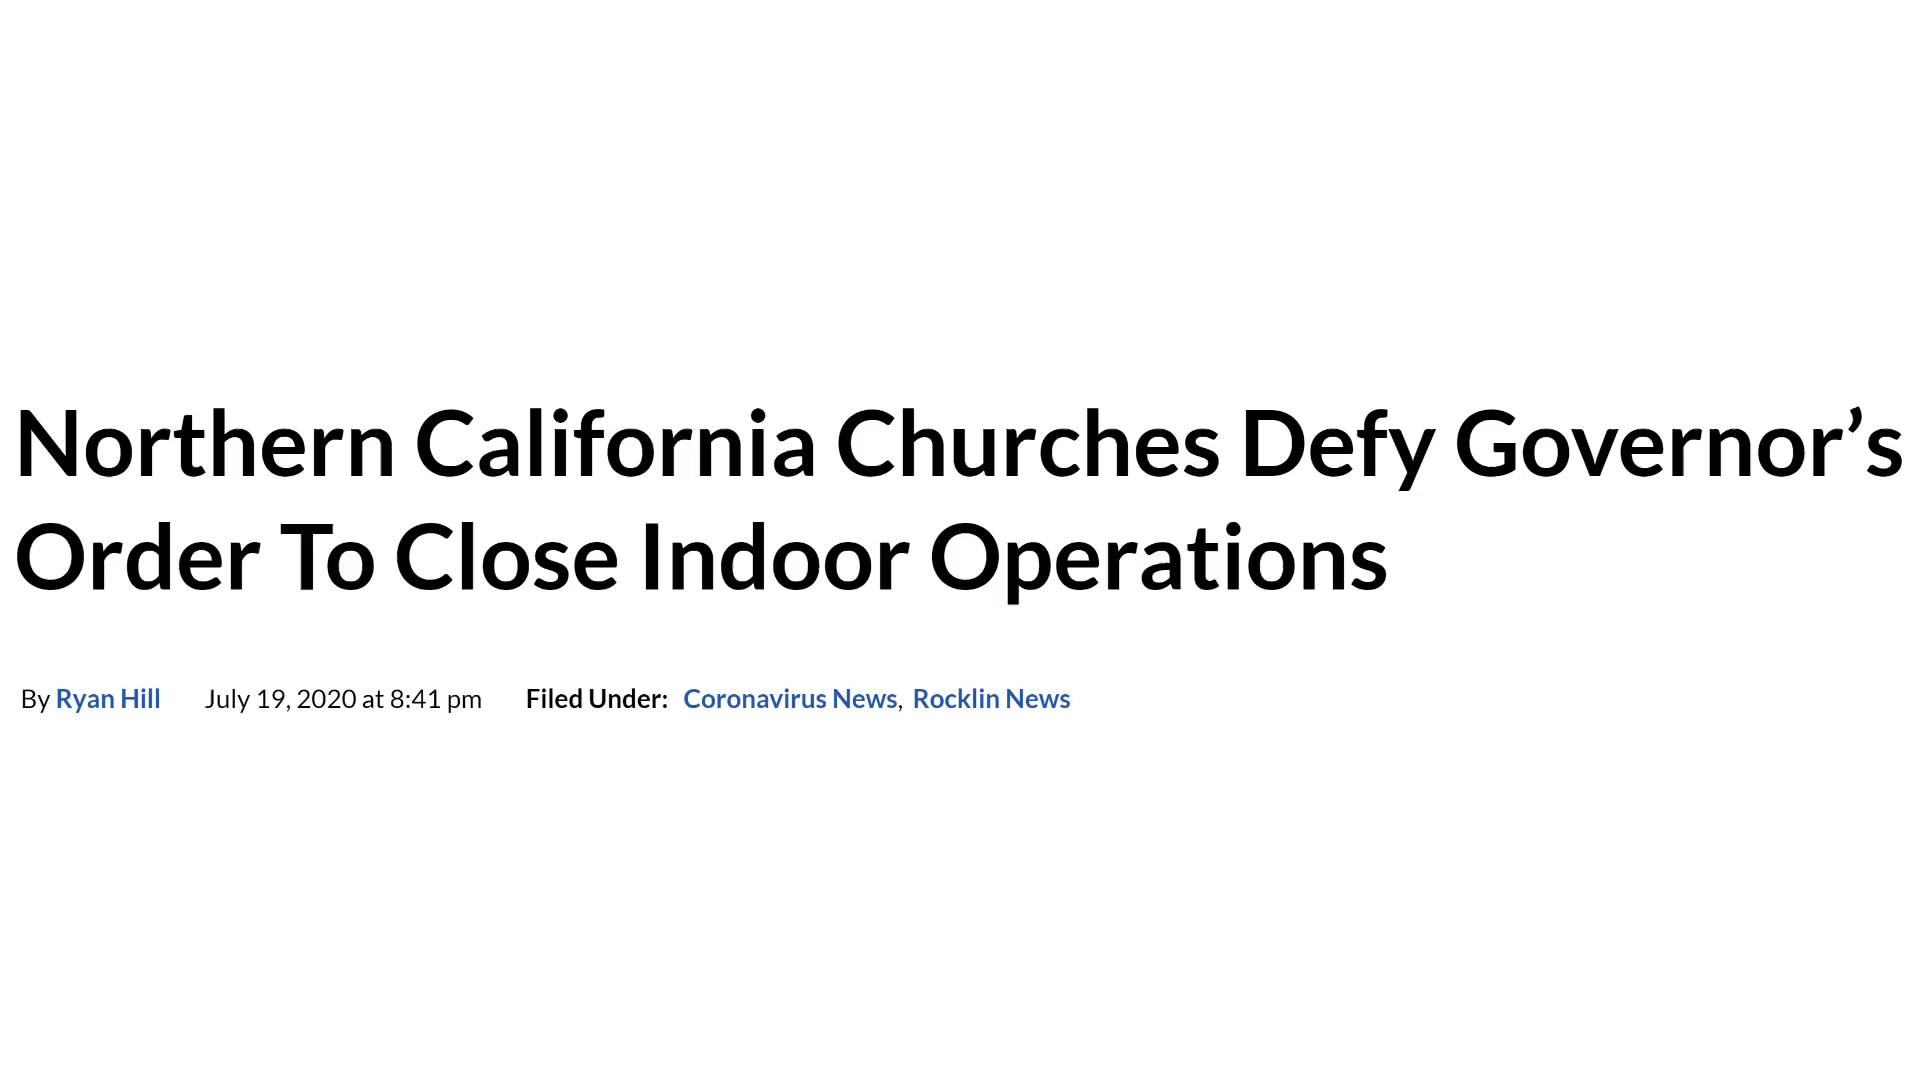 Northern California Churches Defy Governor’s
Order To Close Indoor Operations
By Ryan Hill July 19, 2020 at 8:41 pm Filed Under: Coronavirus News, Rocklin News